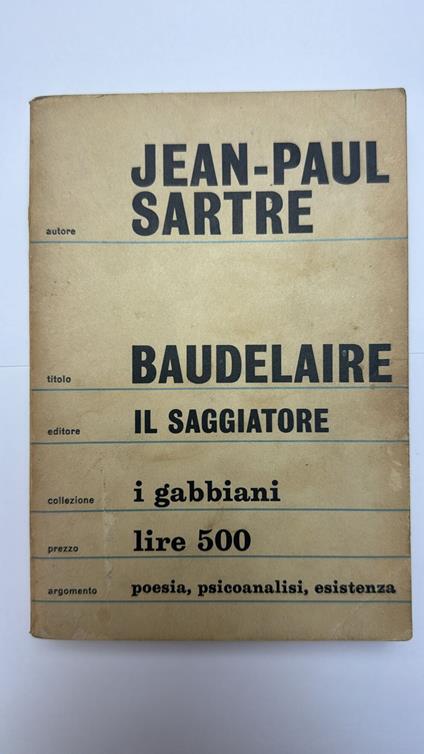 JEAN-PAUL
autore SARTRE
titolo BAUDELAIRE
editore IL SAGGIATORE
collezione i gabbiani
prezzo lire 500
argomento poesia, psicoanalisi, esistenza